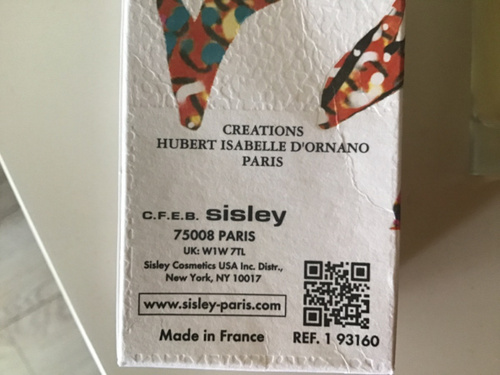 CREATIONS
HUBERT ISABELLE D'ORNANO
PARIS
C.F.E.B. sisley
75008 PARIS
UK: W1W 7TL
Sisley Cosmetics USA Inc. Distr.,
New York, NY 10017
www.sisley-paris.com
Made in France
REF. 1 93160